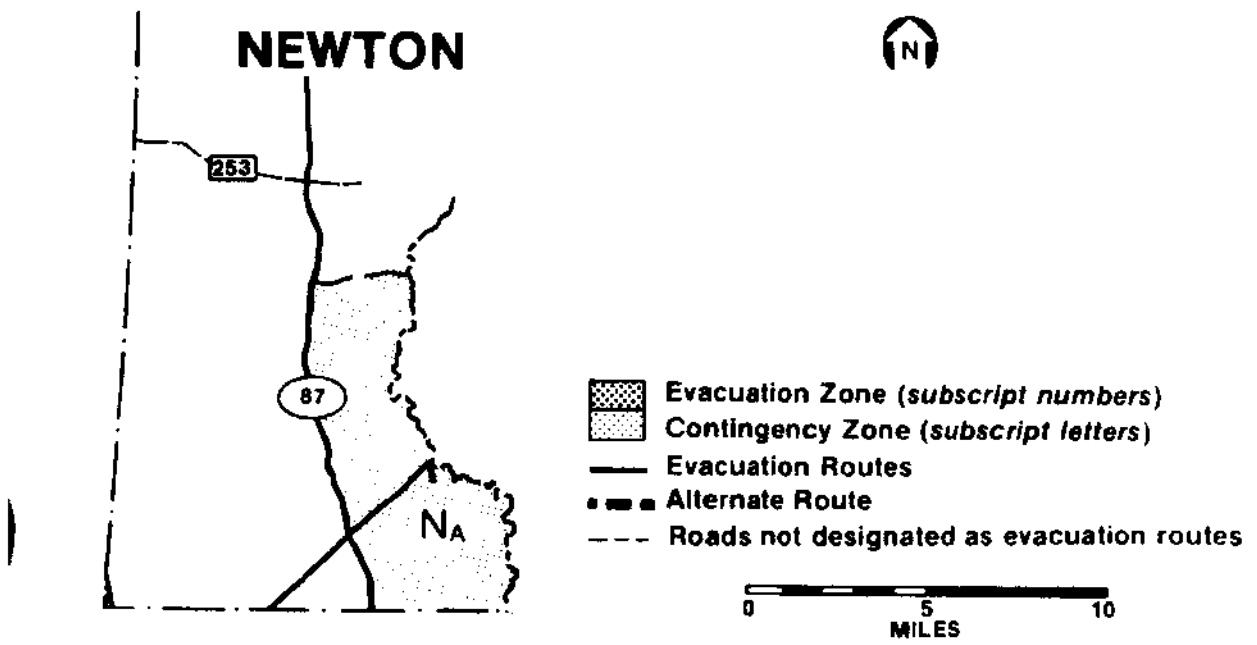 NEWTON
N
253
87
N A
Evacuation Zone (subscript numbers)
Contingency Zone (subscript letters)
Evacuation Routes
Alternate Route
Roads not designated as evacuation routes
0 5 10
MILES